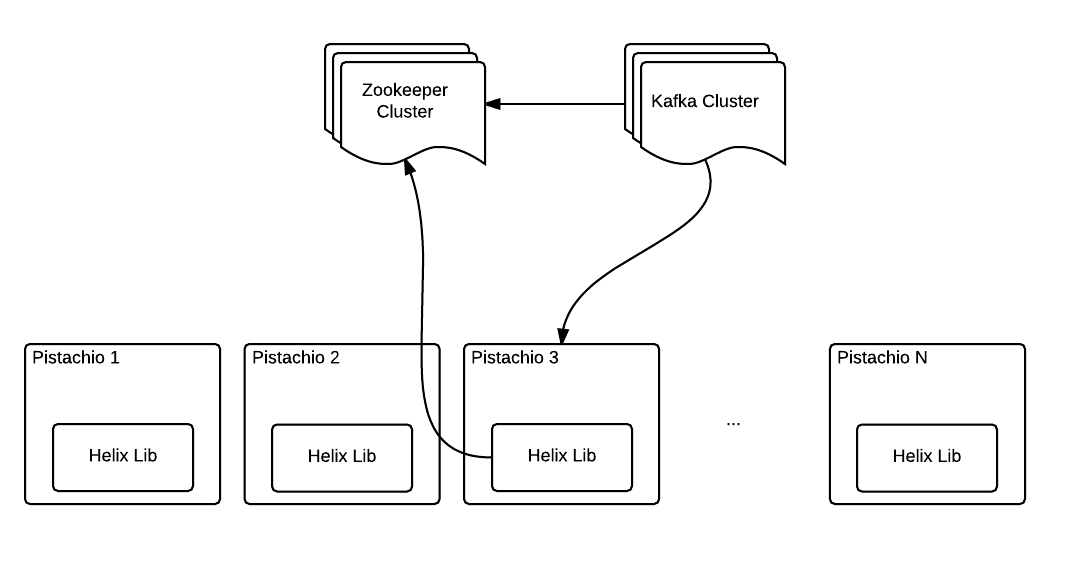 Zookeeper
Cluster
Kafka Cluster
Pistachio 1
Pistachio 2
Pistachio 3
Pistachio N
...
Helix Lib
Helix Lib
Helix Lib
Helix Lib